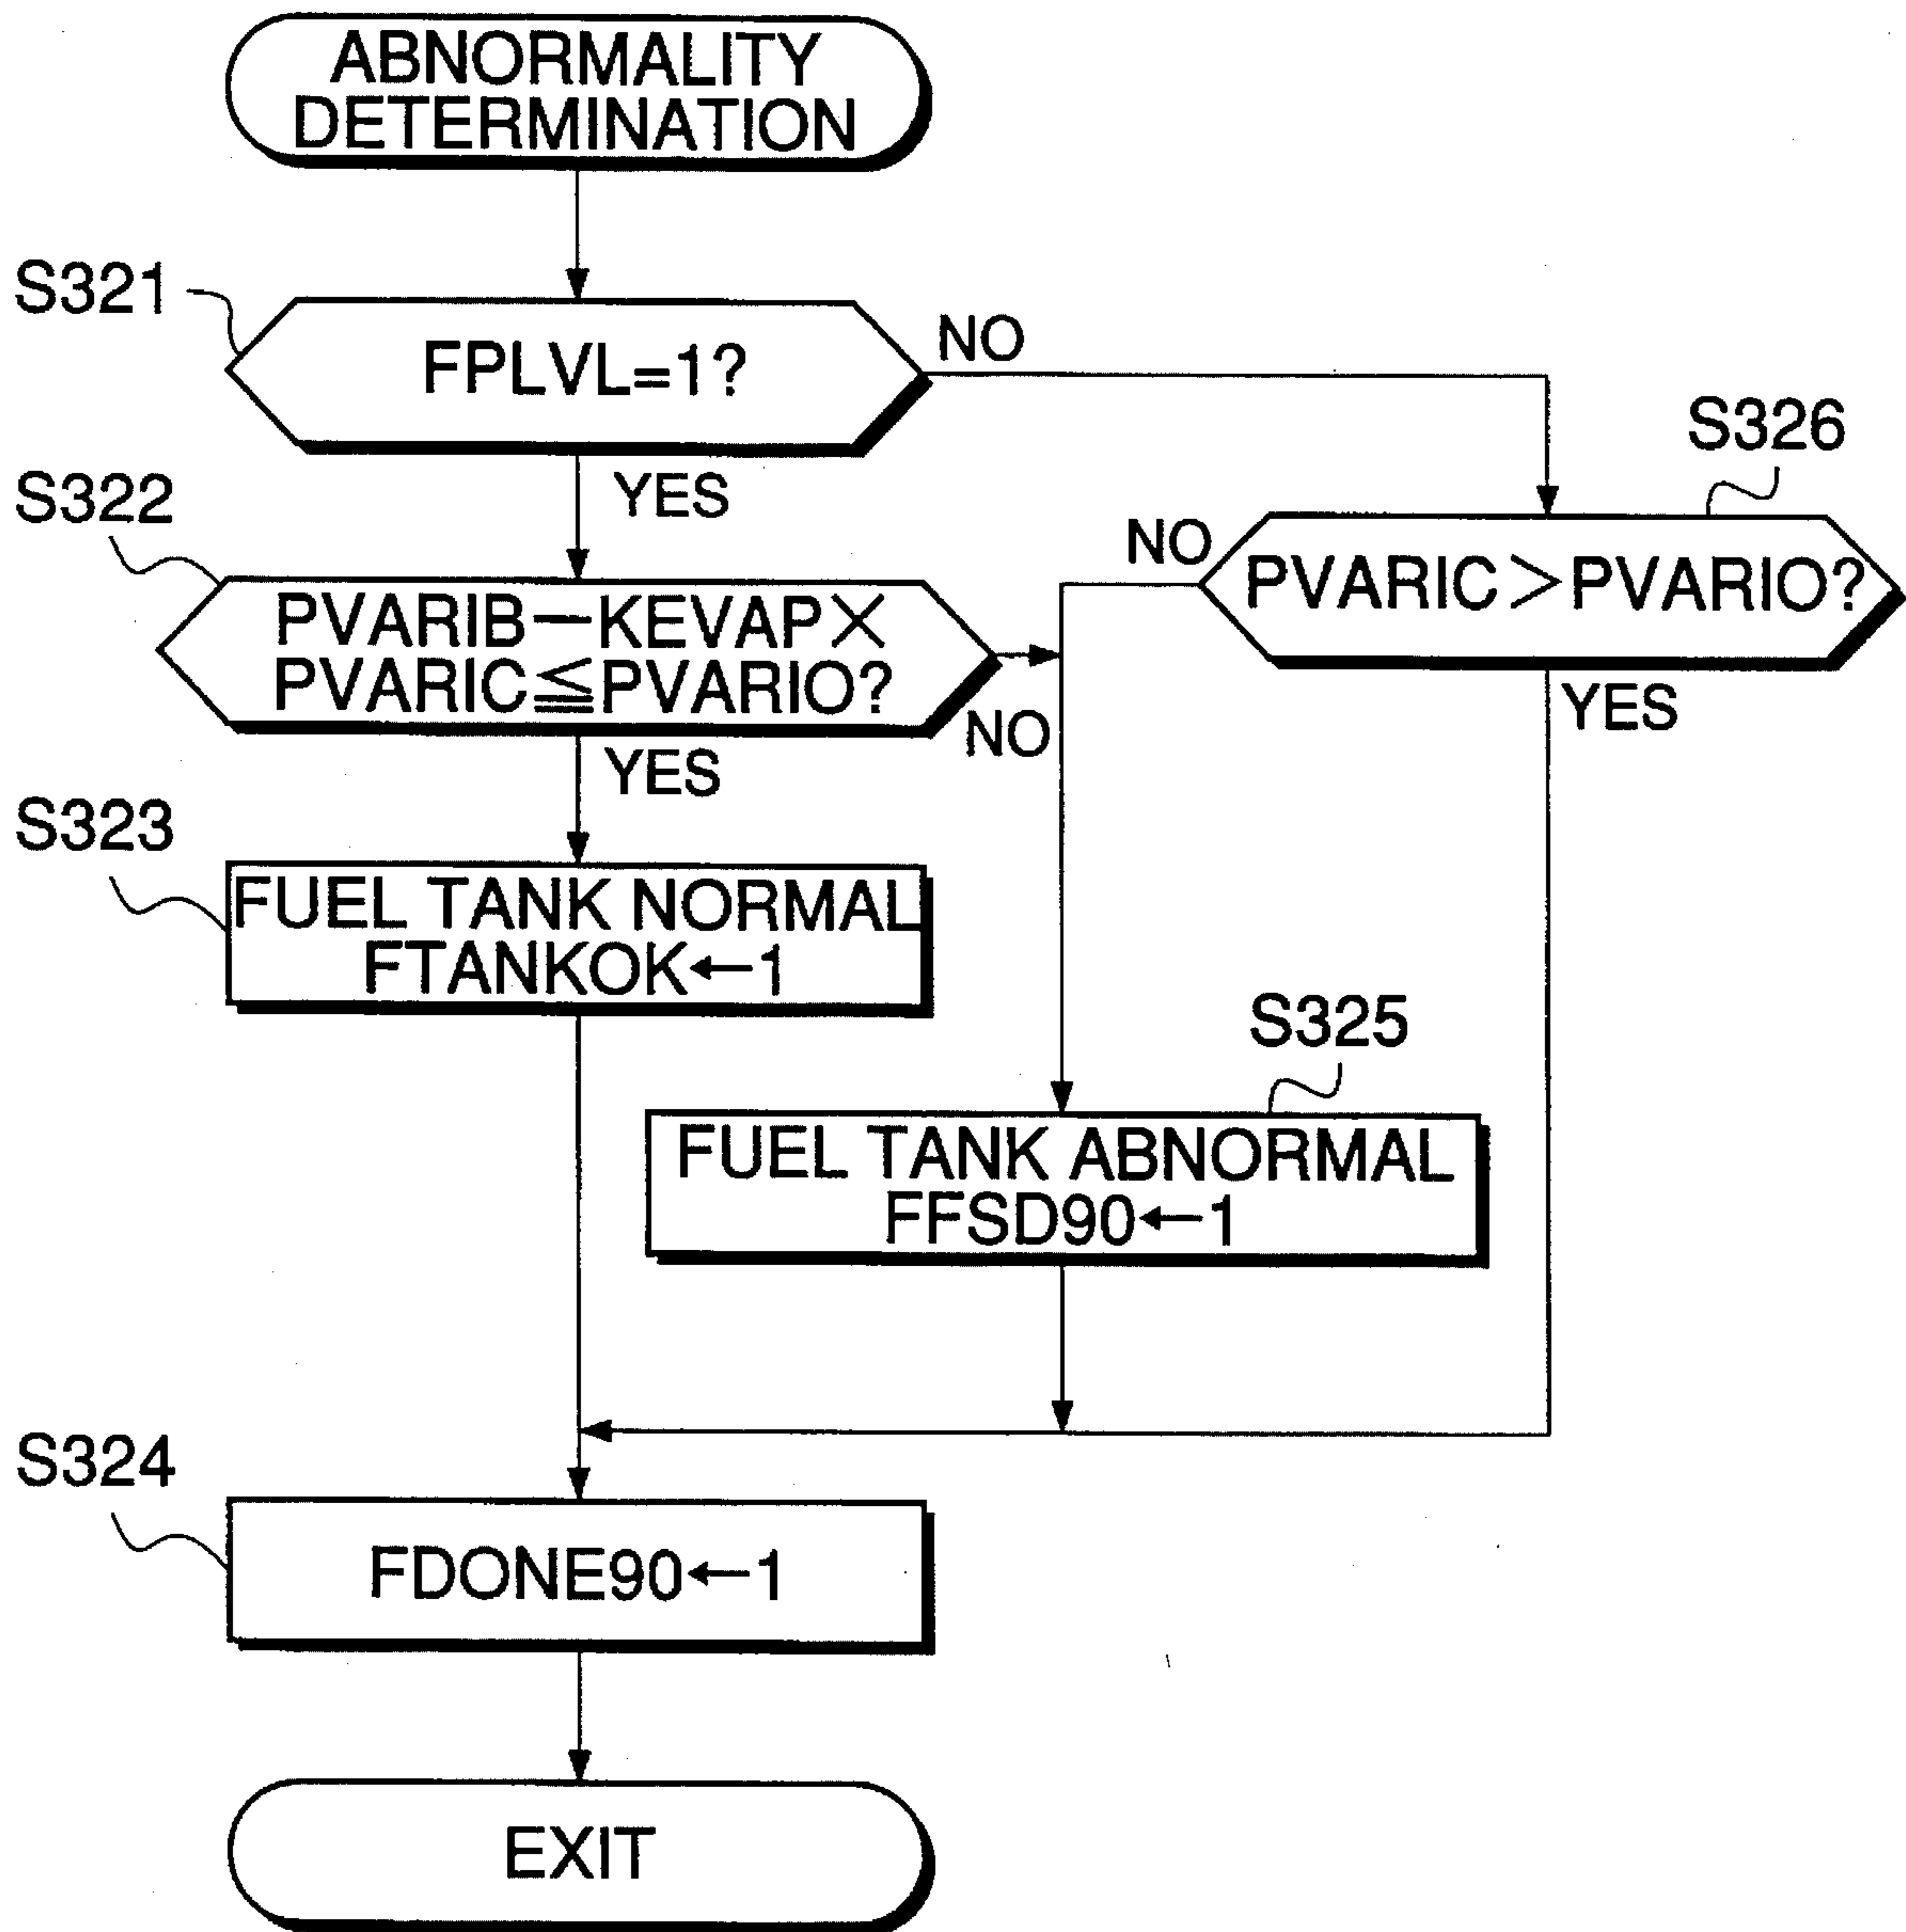 ABNORMALITY
DETERMINATION
S321
FPLVL=1?
NO
YES
S326
PVARIC>PVARIO?
NO
YES
S322
PVARIB－KEVAP×
PVARIC≦PVARIO?
NO
YES
S323
FUEL TANK NORMAL
FTANKOK←1
S325
FUEL TANK ABNORMAL
FFSD90←1
S324
FDONE90←1
EXIT